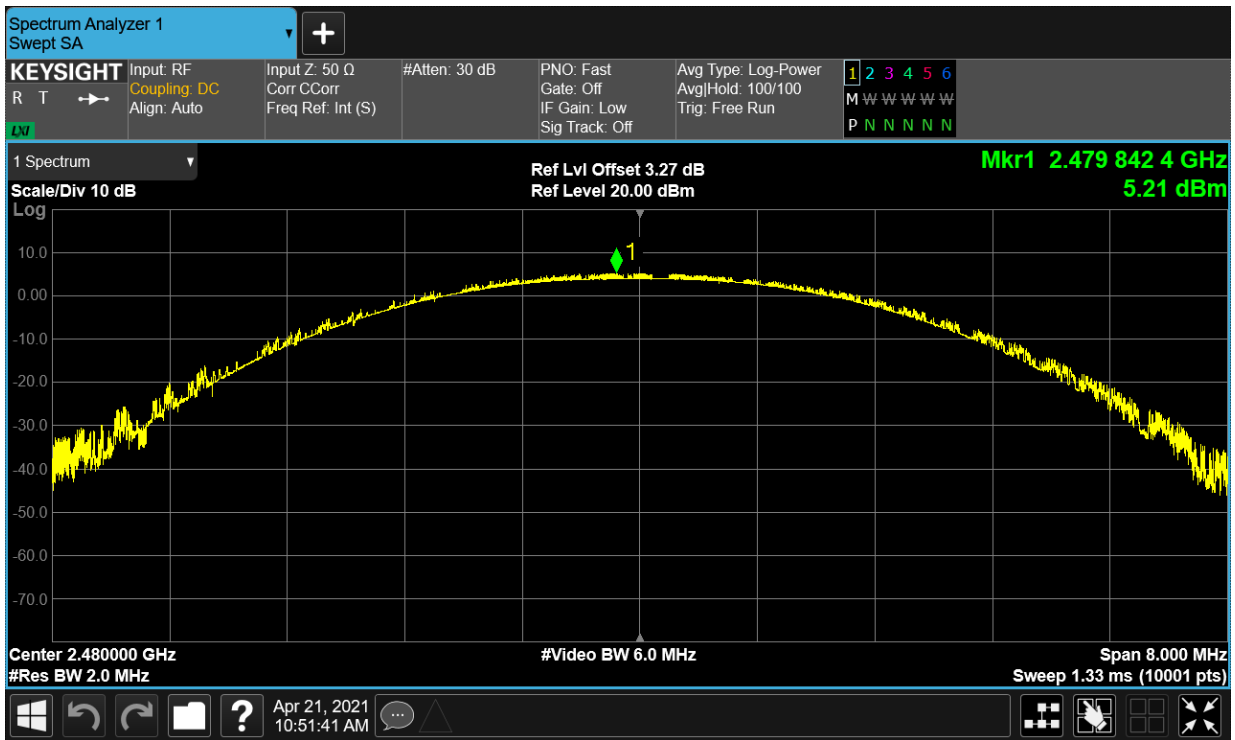 Spectrum Analyzer 1
Swept SA
KEYSIGHT
R T
LXI
Input: RF
Coupling: DC
Align: Auto
Input Z: 50 Ω
Corr CCorr
Freq Ref: Int (S)
#Atten: 30 dB
PNO: Fast
Gate: Off
IF Gain: Low
Sig Track: Off
Avg Type: Log-Power
Avg|Hold: 100/100
Trig: Free Run
1 2 3 4 5 6
M W W W W W
P N N N N N
1 Spectrum
Scale/Div 10 dB
Log
Ref Lvl Offset 3.27 dB
Ref Level 20.00 dBm
Mkr1 2.479 842 4 GHz
5.21 dBm
1
10.0
0.00
-10.0
-20.0
-30.0
-40.0
-50.0
-60.0
-70.0
Center 2.480000 GHz
#Res BW 2.0 MHz
#Video BW 6.0 MHz
Span 8.000 MHz
Sweep 1.33 ms (10001 pts)
?
Apr 21, 2021
10:51:41 AM